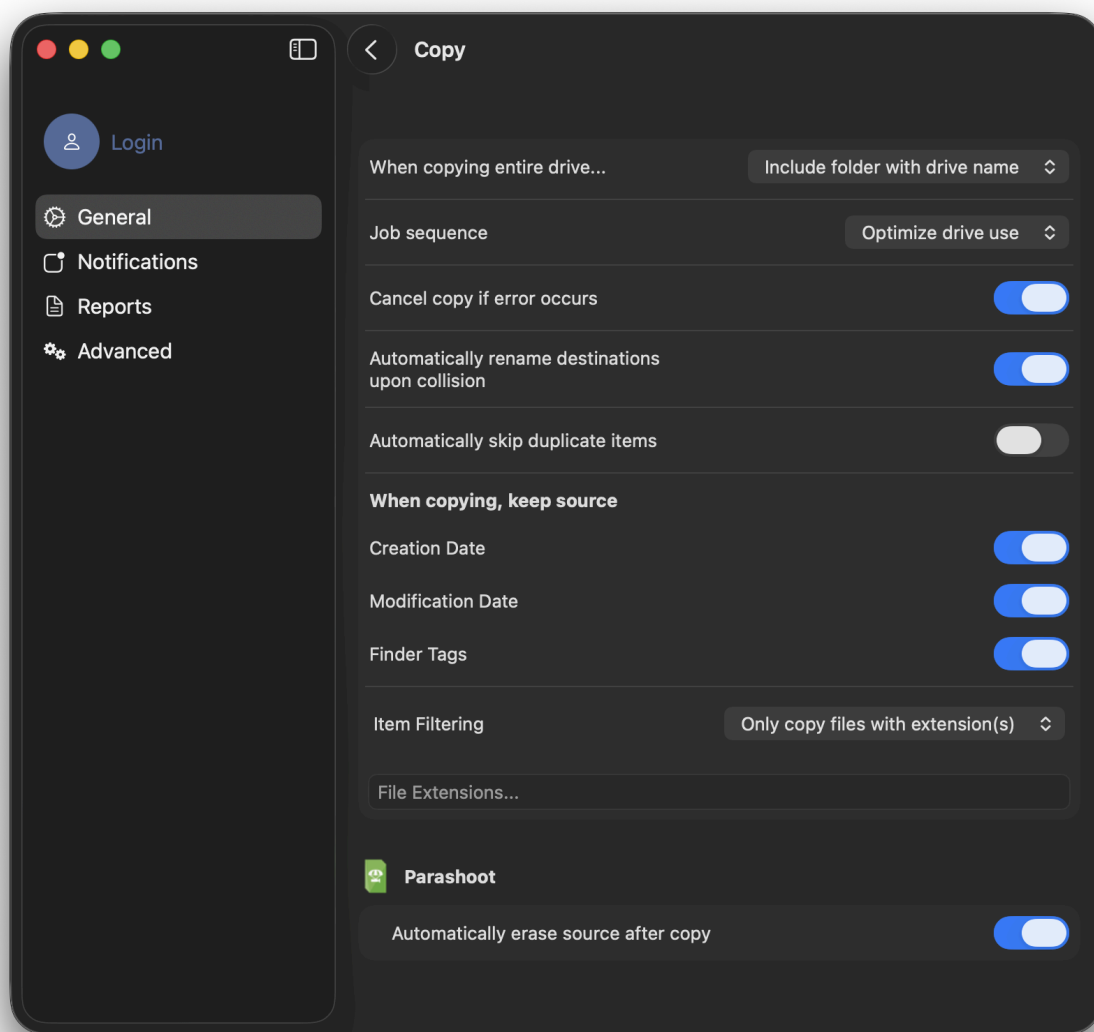 Copy
Login
General
Notifications
Reports
Advanced
When copying entire drive...
Include folder with drive name
Job sequence
Optimize drive use
Cancel copy if error occurs
Automatically rename destinations
upon collision
Automatically skip duplicate items
When copying, keep source
Creation Date
Modification Date
Finder Tags
Item Filtering
Only copy files with extension(s)
File Extensions...
Parashoot
Automatically erase source after copy